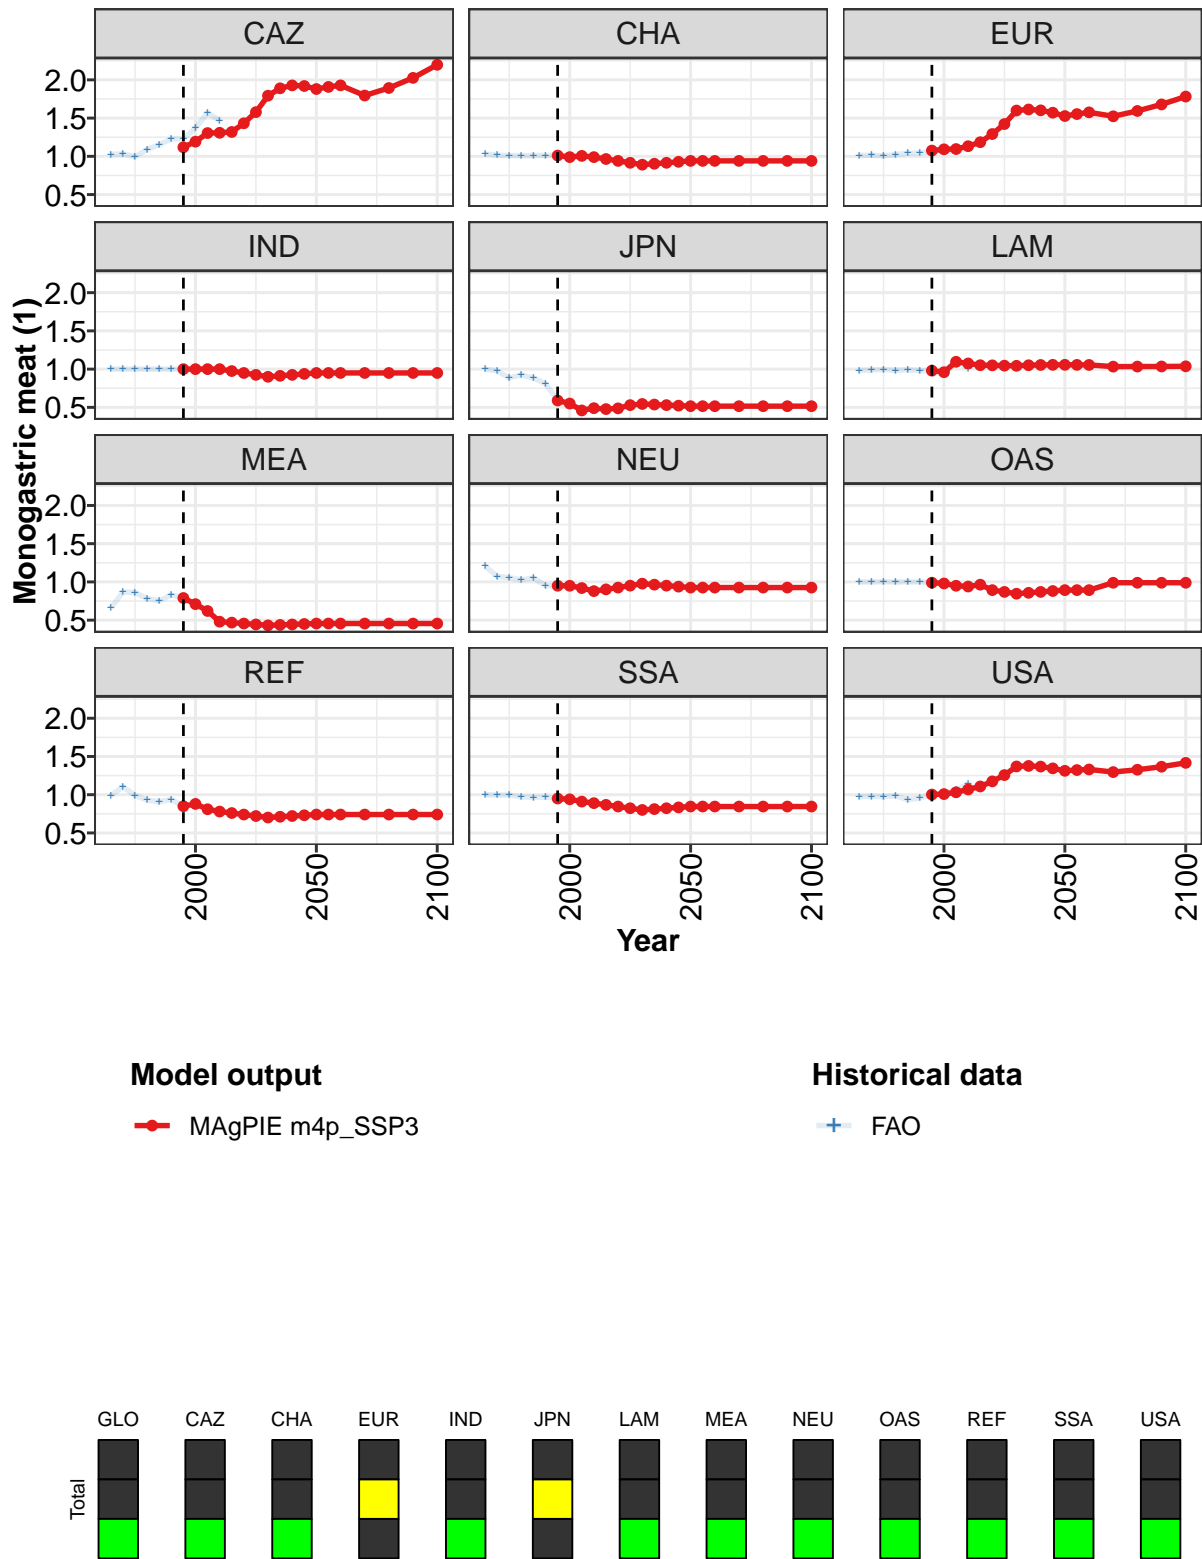 CAZ CHA EUR
2.0
1.5
1.0
0.5
IND JPN LAM
2.0
1.5
1.0
0.5
MEA NEU OAS
2.0
1.5
1.0
0.5
REF SSA USA
2.0
1.5
1.0
0.5
Monogastric meat (1)
2000 2050 2100 2000 2050 2100 2000 2050 2100
Year
Model output Historical data
MAgPIE m4p_SSP3 FAO
GLO CAZ CHA EUR IND JPN LAM MEA NEU OAS REF SSA USA
Total